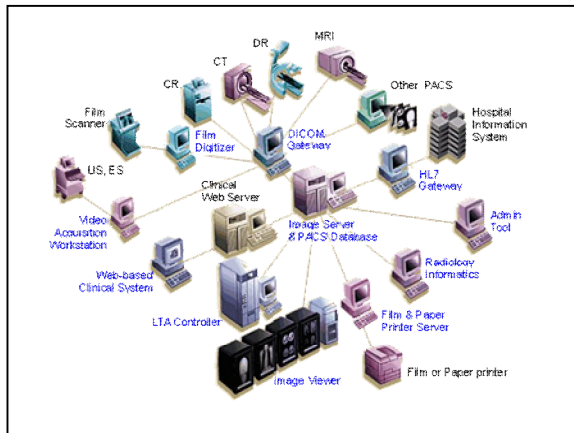 MRI
DR
CT
CR
Other PACS
Film
Scanner
Film
Digitizer
DICOM
Gateway
Hospital
Information
System
US, ES
HL7
Gateway
Clinical
Web Server
Video
Acquisition
Workstation
Image Server
& PACS Database
Admin
Tool
Web-based
Clinical System
Radiology
Informatics
LTA Controller
Film & Paper
Printer Server
Image Viewer
Film or Paper printer